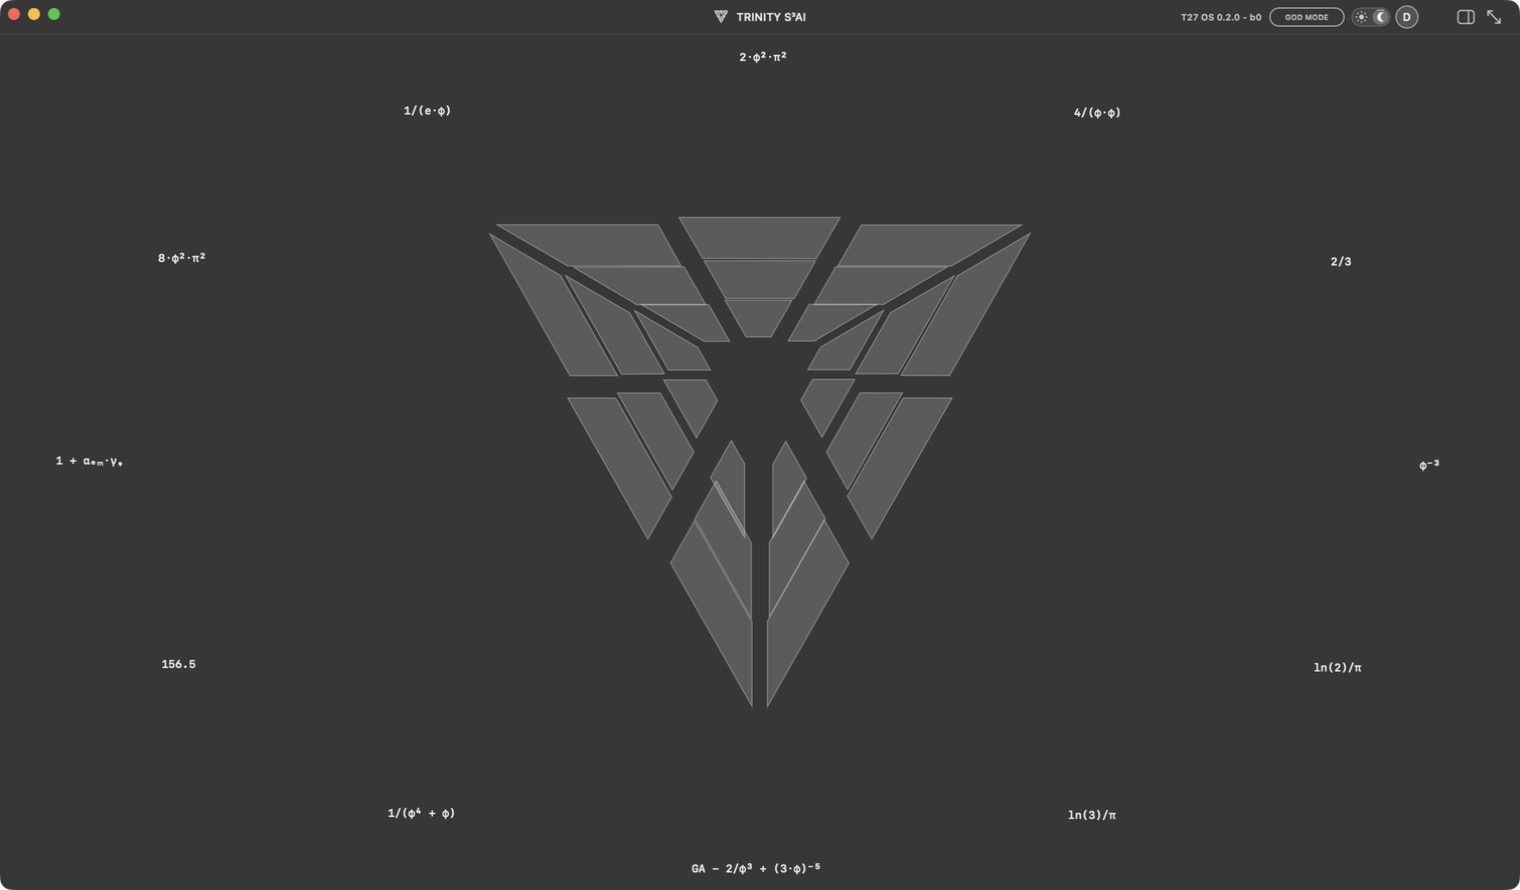 TRINITY S³AI
T27 OS 0.2.0 - b0
GOD MODE
D
2·φ²·π²
1/(e·φ)
4/(φ·φ)
8·φ²·π²
2/3
1 + αₑₘ·γᵩ
φ⁻³
156.5
ln(2)/π
1/(φ⁴ + φ)
ln(3)/π
GA − 2/φ³ + (3·φ)⁻⁵